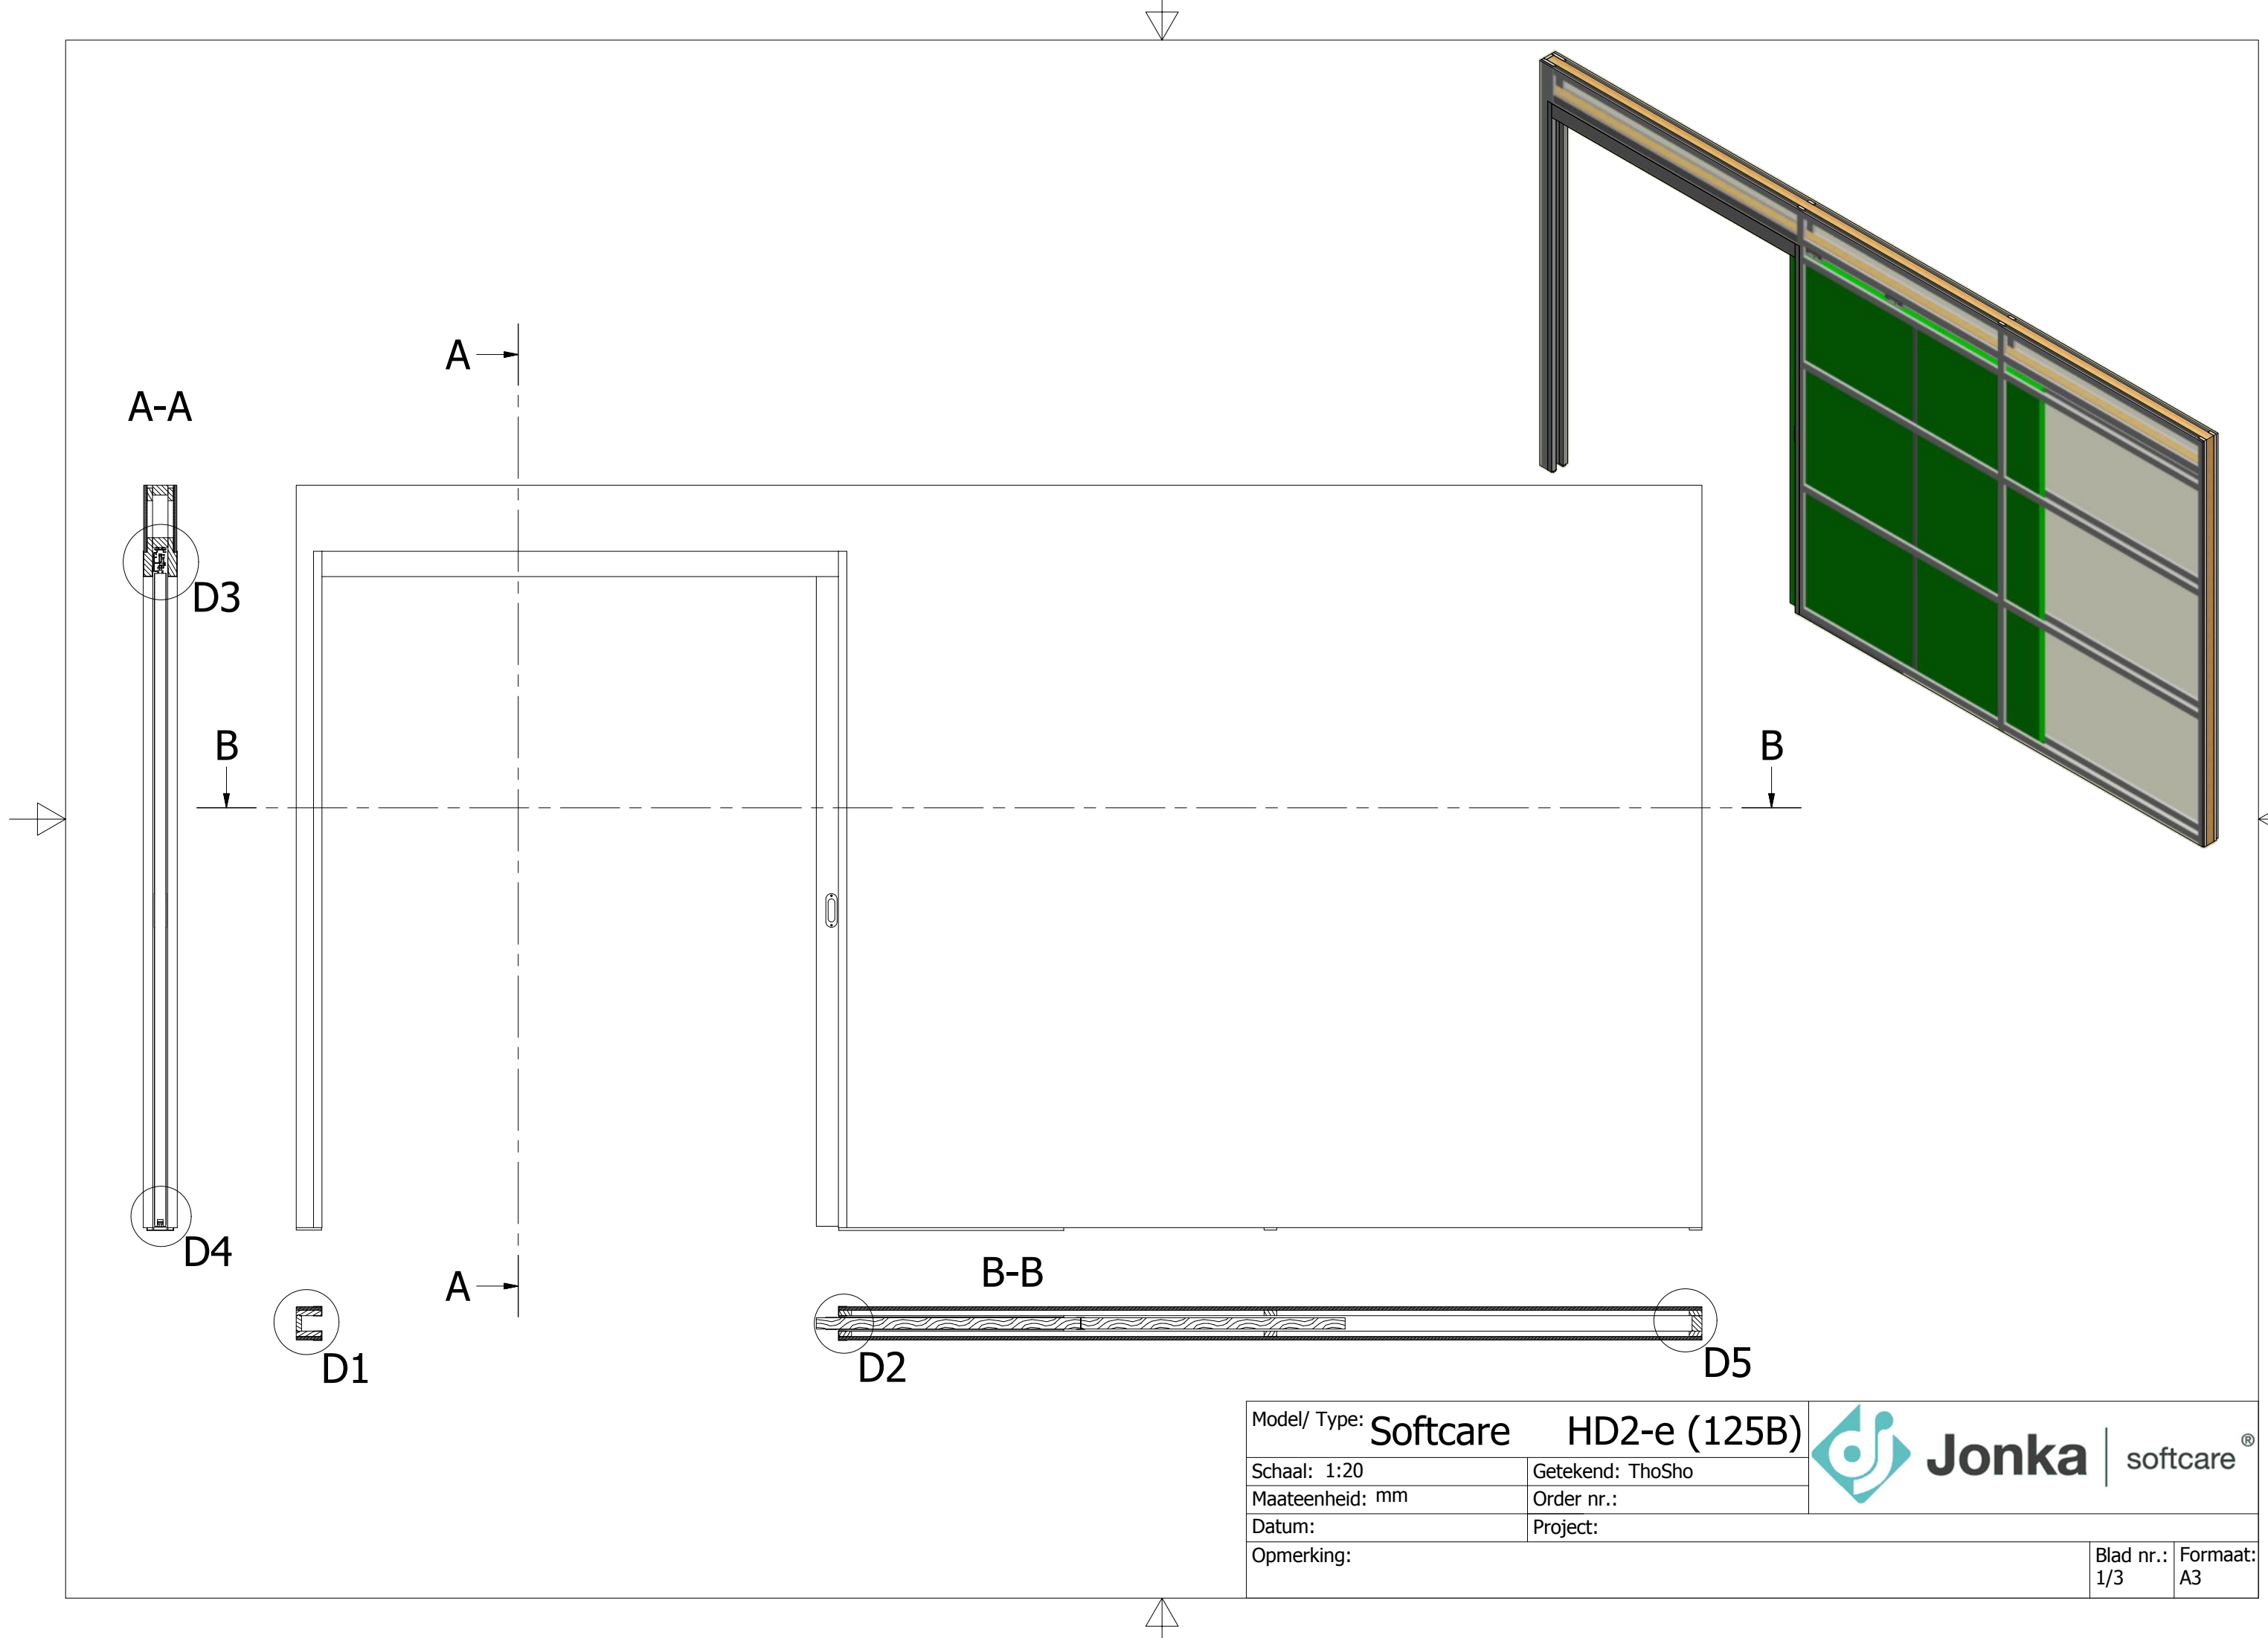 A
A-A
D3
B
B
D4
A
B-B
D1
D2
D5
Model/ Type: Softcare HD2-e (125B)
Schaal: 1:20
Getekend: ThoSho
Maateenheid: mm
Order nr.:
Jonka | softcare ®
Datum:
Project:
Opmerking:
Blad nr.:
1/3
Formaat:
A3